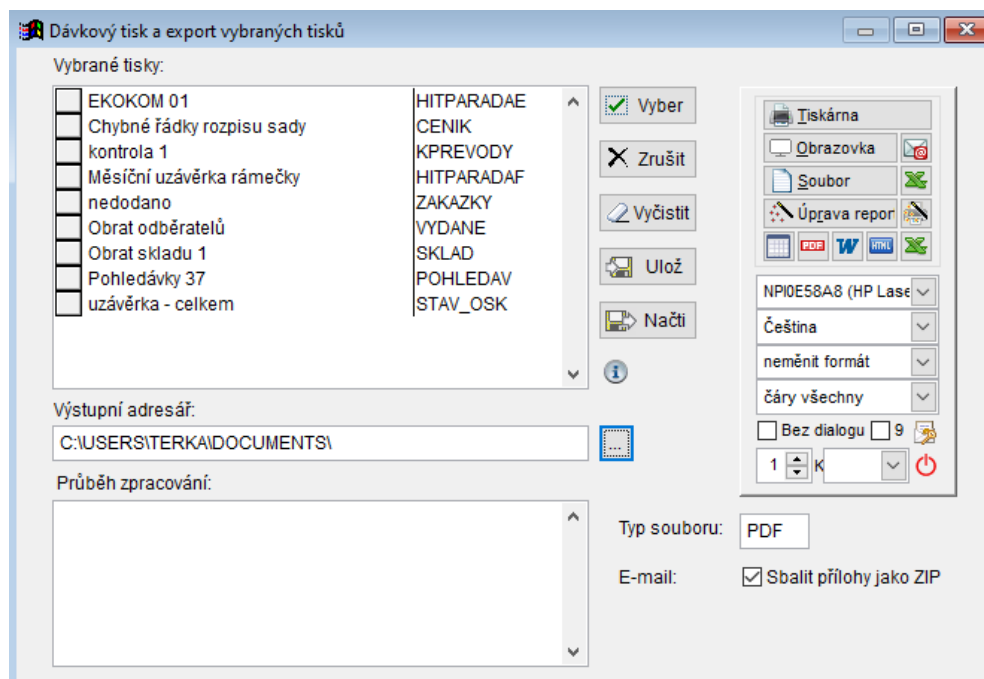 Dávkový tisk a export vybraných tisků
Vybrané tisky:
EKOKOM 01 HITPARADAE
Chybné řádky rozpisu sady CENIK
kontrola 1 KPREVODY
Měsíční uzávěrka rámečky HITPARADAF
nedodano ZAKAZKY
Obrat odběratelů VYDANE
Obrat skladu 1 SKLAD
Pohledávky 37 POHLEDAV
uzávěrka - celkem STAV_OSK
Vyber
Zrušit
Vyčistit
Ulož
Načti
Výstupní adresář:
C:\USERS\TERKA\DOCUMENTS\
...
Průběh zpracování:
Tiskárna
Obrazovka
Soubor
Úprava repor
PDF W HTML
NPI0E58A8 (HP Lase
Čeština
neměnit formát
čáry všechny
Bez dialogu 9
1 K
Typ souboru: PDF
E-mail: Sbalit přílohy jako ZIP